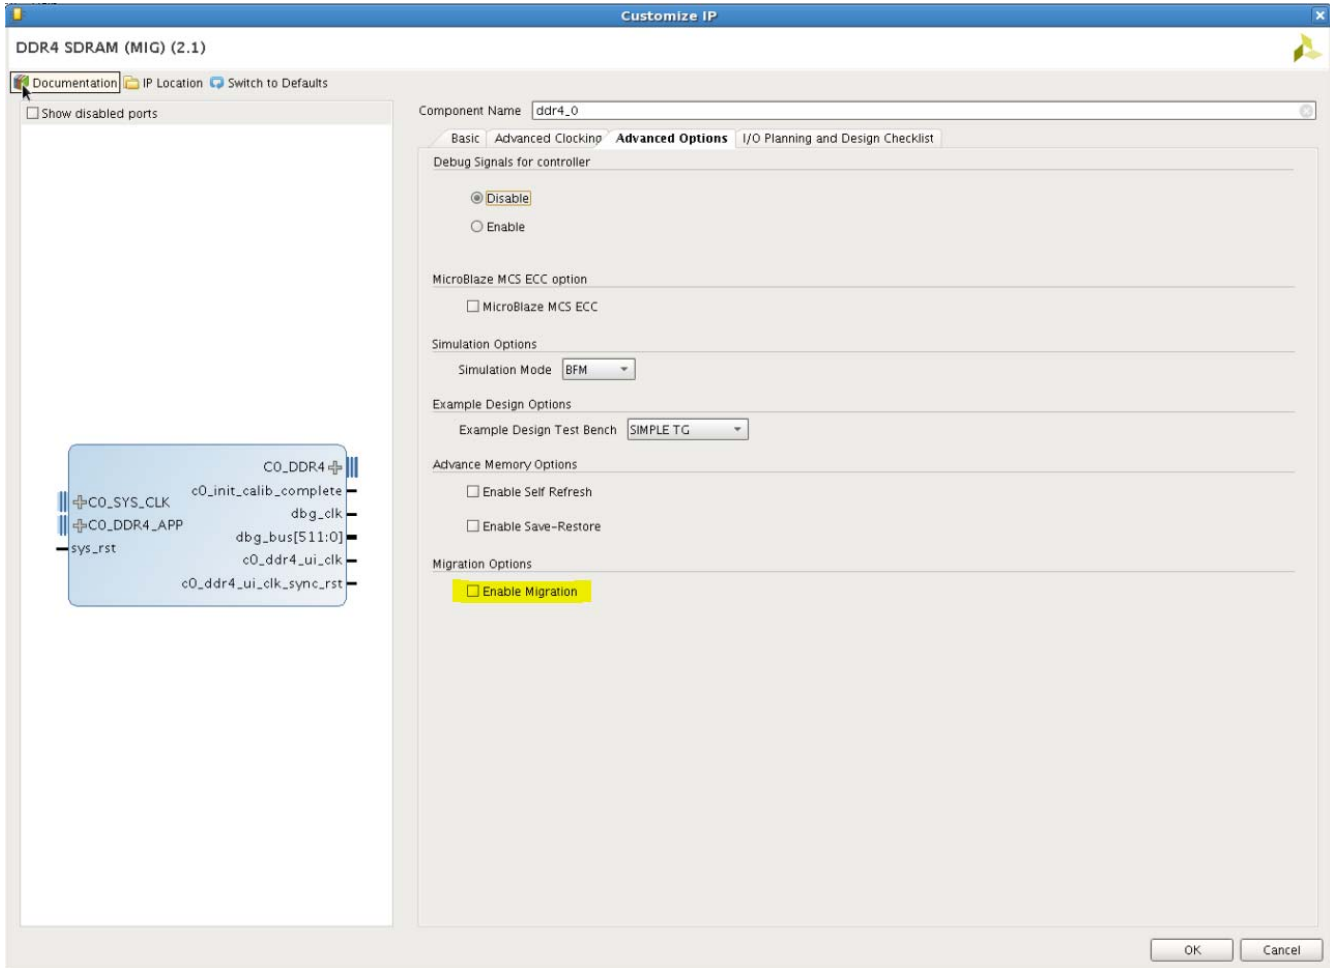 Customize IP
DDR4 SDRAM (MIG) (2.1)
Documentation IP Location Switch to Defaults
Show disabled ports
Component Name ddr4_0
Basic Advanced Clocking Advanced Options I/O Planning and Design Checklist
Debug Signals for controller
Disable
Enable
MicroBlaze MCS ECC option
MicroBlaze MCS ECC
Simulation Options
Simulation Mode BFM
Example Design Options
Example Design Test Bench SIMPLE TG
Advance Memory Options
Enable Self Refresh
Enable Save-Restore
Migration Options
Enable Migration
C0_SYS_CLK
C0_DDR4_APP
sys_rst
C0_DDR4
c0_init_calib_complete
dbg_clk
dbg_bus[511:0]
c0_ddr4_ui_clk
c0_ddr4_ui_clk_sync_rst
OK Cancel